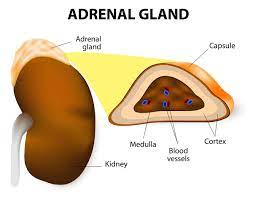 ADRENAL GLAND
Adrenal
gland
Capsule
Medulla
Blood
vessels
Cortex
Kidney